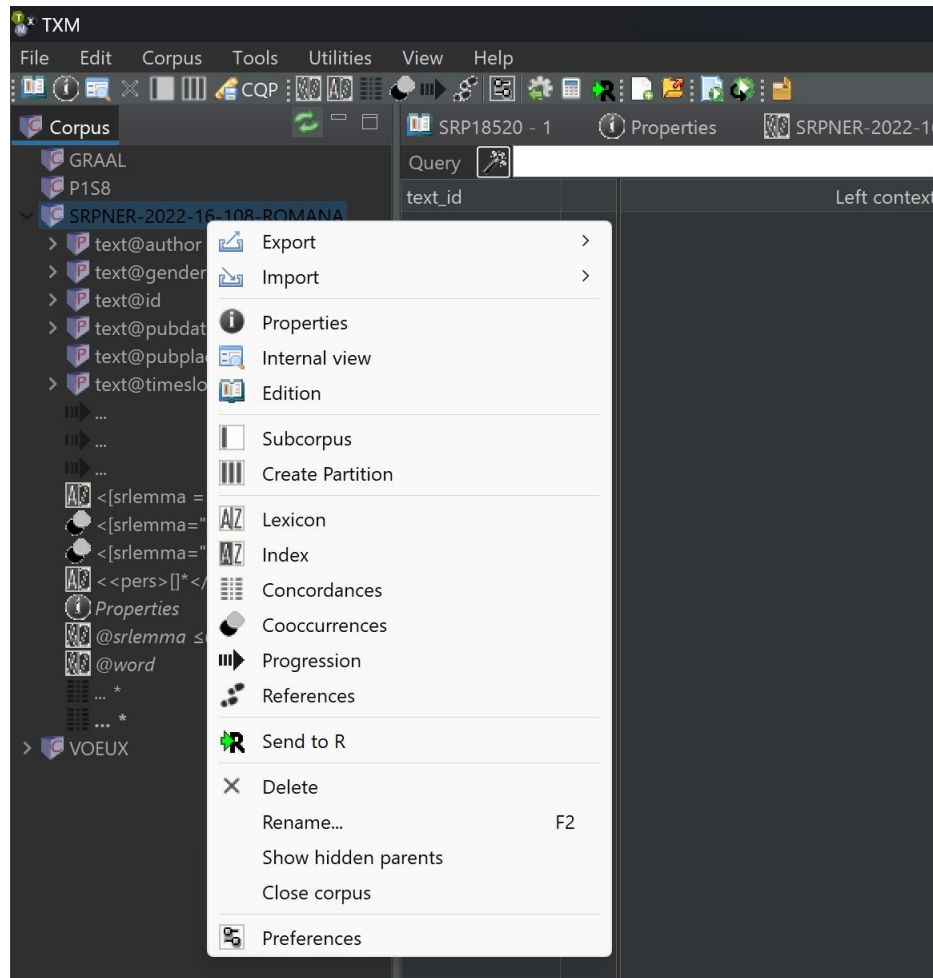 TXM
File Edit Corpus Tools Utilities View Help
CQP
Corpus
SRP18520 - 1 Properties SRPNER-2022-1
GRAAL
Query
P1S8
text_id Left context
SRPNER-2022-16-108-ROMANA
text@author
text@gender
text@id
text@pubdat
text@pubpla
text@timeslo
...
...
...
<[srlemma =
<[srlemma="
<[srlemma="
<<pers>[]*</
Properties
@srlemma ≤
@word
... *
... *
VOEUX
Export
Import
Properties
Internal view
Edition
Subcorpus
Create Partition
Lexicon
Index
Concordances
Cooccurrences
Progression
References
Send to R
Delete
Rename... F2
Show hidden parents
Close corpus
Preferences